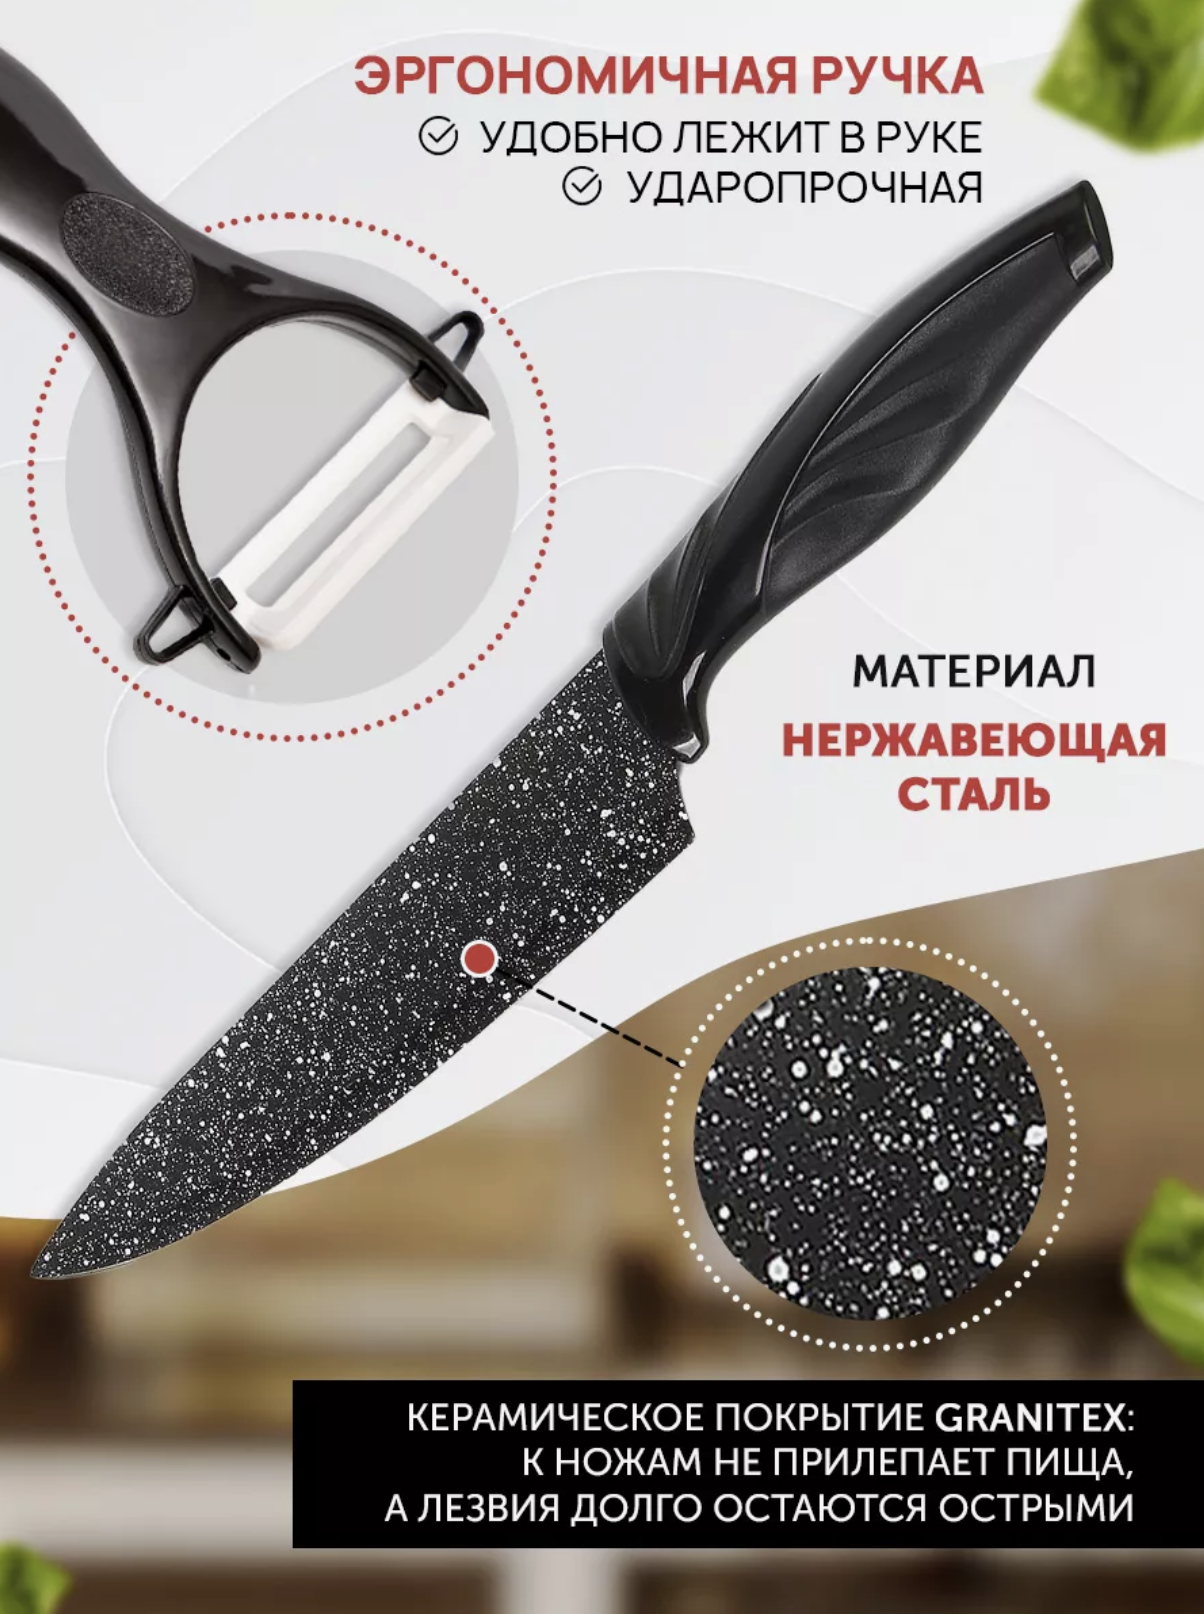 ЭРГОНОМИЧНАЯ РУЧКА
УДОБНО ЛЕЖИТ В РУКЕ
УДАРОПРОЧНАЯ
МАТЕРИАЛ
НЕРЖАВЕЮЩАЯ
СТАЛЬ
КЕРАМИЧЕСКОЕ ПОКРЫТИЕ GRANITEX:
К НОЖАМ НЕ ПРИЛЕПАЕТ ПИЩА,
А ЛЕЗВИЯ ДОЛГО ОСТАЮТСЯ ОСТРЫМИ